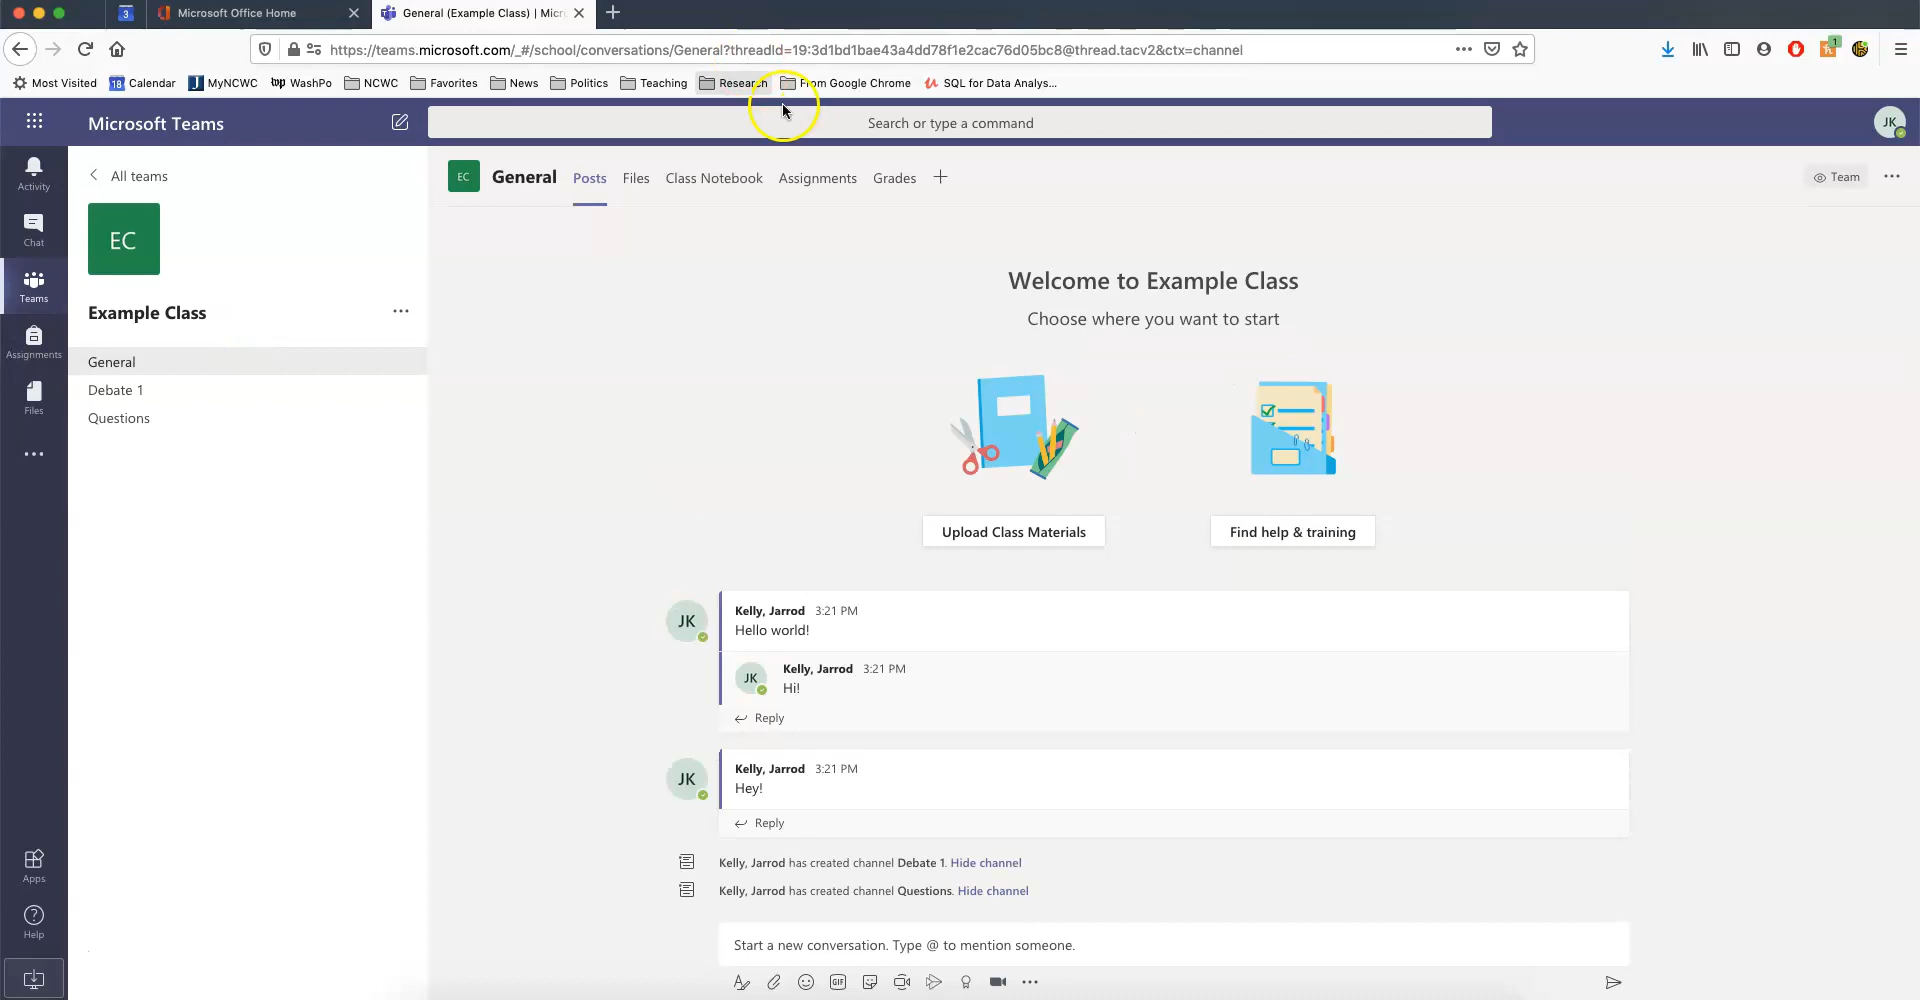 3
Microsoft Office Home
General (Example Class) | Micr
https://teams.microsoft.com/_#/school/conversations/General?threadId=19:3d1bd1bae43a4dd78f1e2cac76d05bc8@thread.tacv2&ctx=channel
1
Most Visited
18 Calendar
J MyNCWC
wp WashPo
NCWC
Favorites
News
Politics
Teaching
Research
From Google Chrome
SQL for Data Analys...
Microsoft Teams
Search or type a command
JK
Activity
Chat
Teams
Assignments
Files
Apps
Help
All teams
EC
Example Class
General
Debate 1
Questions
EC
General
Posts
Files
Class Notebook
Assignments
Grades
Team
Welcome to Example Class
Choose where you want to start
Upload Class Materials
Find help & training
JK
Kelly, Jarrod 3:21 PM
Hello world!
JK
Kelly, Jarrod 3:21 PM
Hi!
Reply
JK
Kelly, Jarrod 3:21 PM
Hey!
Reply
Kelly, Jarrod has created channel Debate 1. Hide channel
Kelly, Jarrod has created channel Questions. Hide channel
Start a new conversation. Type @ to mention someone.
GIF